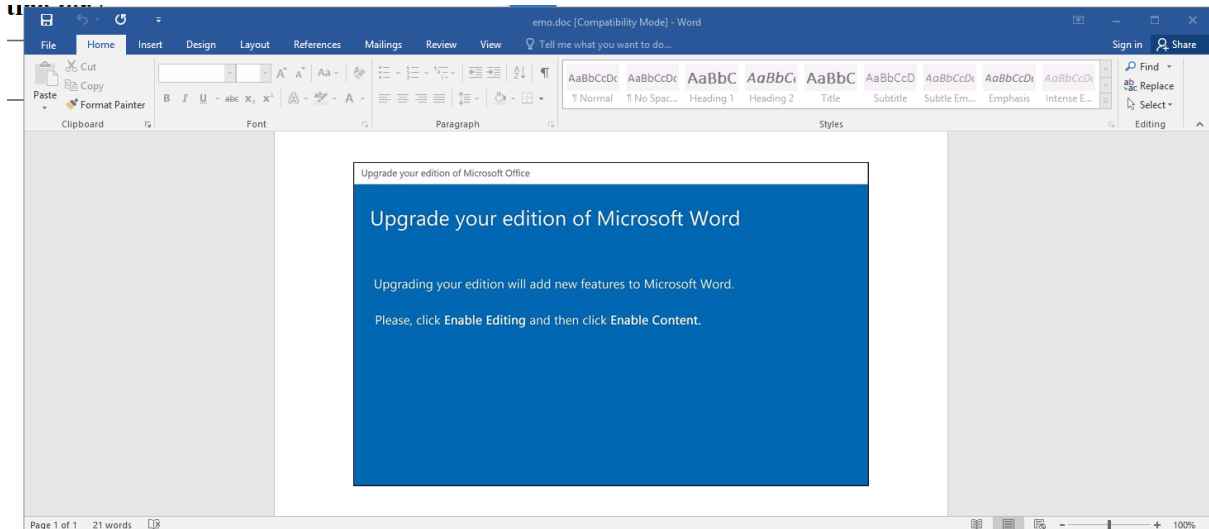 emo.doc [Compatibility Mode] - Word
File Home Insert Design Layout References Mailings Review View Tell me what you want to do... Sign in Share
Cut
Copy
Paste
Format Painter
Clipboard
B I U abc X₂ X²
A A Aa
Font
Paragraph
AaBbCcDc AaBbCcDc AaBbC AaBbCc AaBbC AaBbCcD AaBbCcDc AaBbCcDc AaBbCcDc
¶ Normal ¶ No Spac... Heading 1 Heading 2 Title Subtitle Subtle Em... Emphasis Intense E...
Styles
Find
Replace
Select
Editing
Upgrade your edition of Microsoft Office
Upgrade your edition of Microsoft Word
Upgrading your edition will add new features to Microsoft Word.
Please, click Enable Editing and then click Enable Content.
Page 1 of 1 21 words 100%